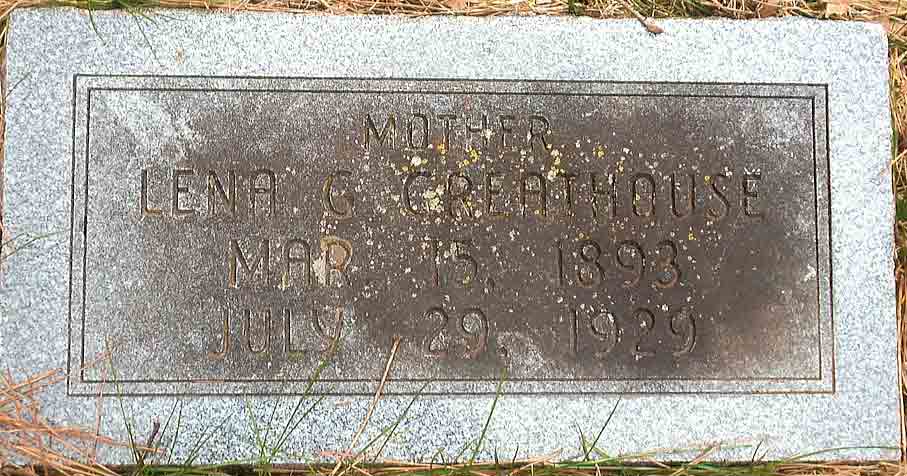 MOTHER
LENA G GREATHOUSE
MAR. 15, 1893
JULY 29, 1929